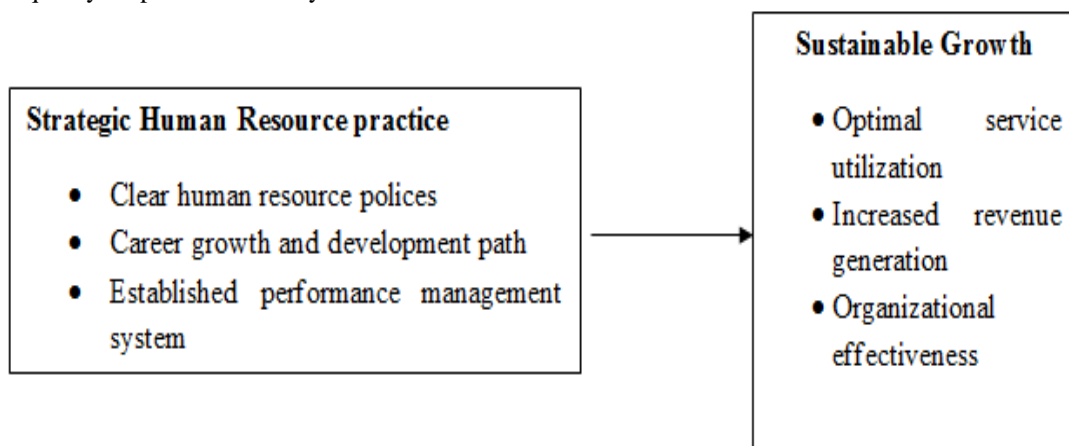 Strategic Human Resource practice
• Clear human resource polices
• Career growth and development path
• Established performance management
system
Sustainable Growth
• Optimal service
utilization
• Increased revenue
generation
• Organizational
effectiveness